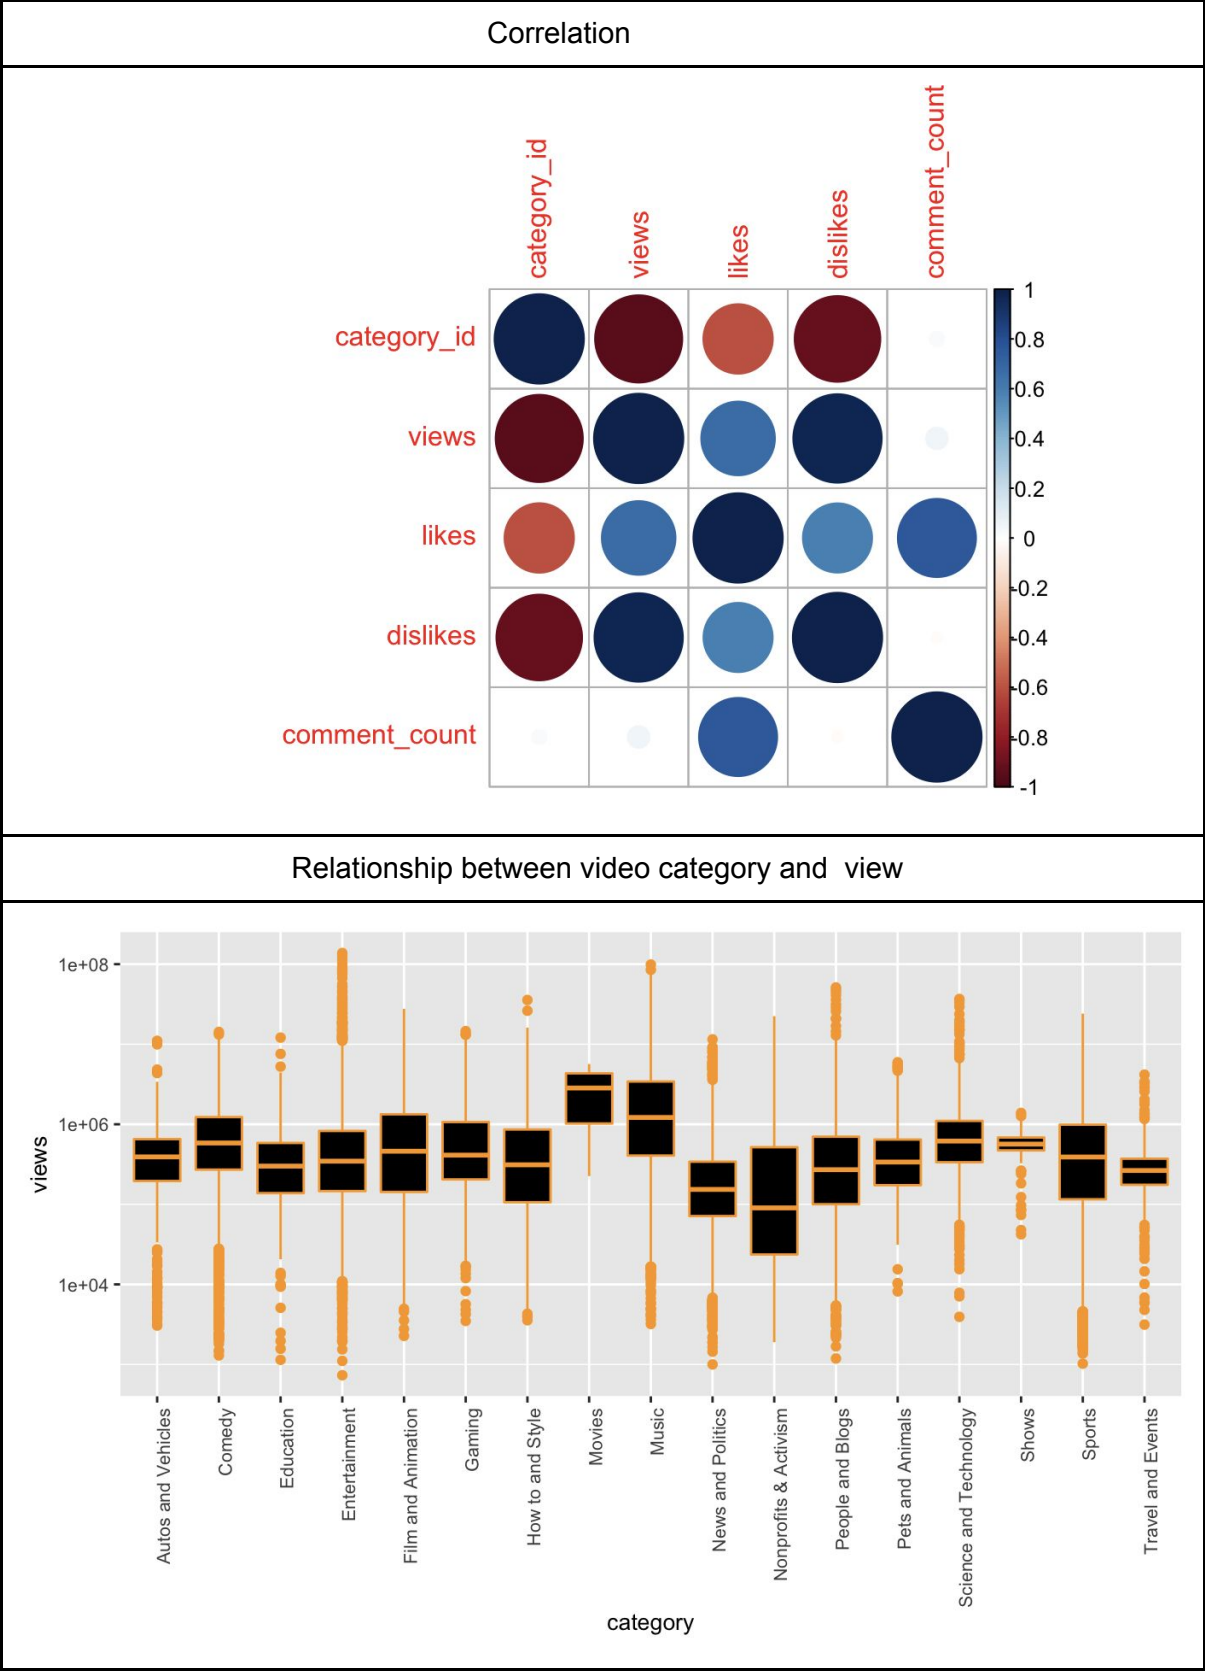 Correlation
category_id
views
likes
dislikes
comment_count
category_id
views
likes
dislikes
comment_count
1
0.8
0.6
0.4
0.2
0
-0.2
-0.4
-0.6
-0.8
-1
Relationship between video category and  view
views
1e+08
1e+06
1e+04
Autos and Vehicles
Comedy
Education
Entertainment
Film and Animation
Gaming
How to and Style
Movies
Music
News and Politics
Nonprofits & Activism
People and Blogs
Pets and Animals
Science and Technology
Shows
Sports
Travel and Events
category